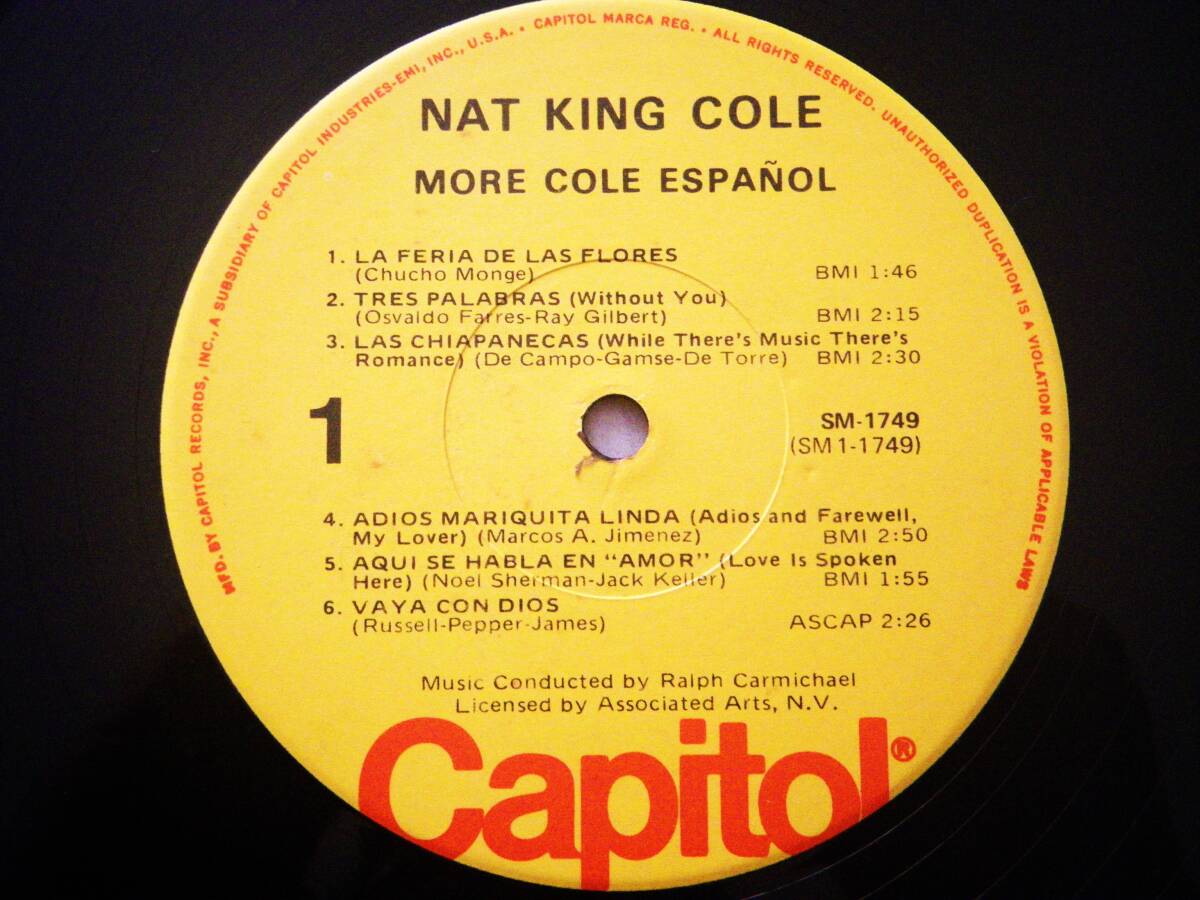 MFD. BY CAPITOL RECORDS, INC., A SUBSIDIARY OF CAPITOL INDUSTRIES-EMI, INC., U.S.A. • CAPITOL MARCA REG. • ALL RIGHTS RESERVED. UNAUTHORIZED DUPLICATION IS A VIOLATION OF APPLICABLE LAWS
NAT KING COLE
MORE COLE ESPAÑOL
1. LA FERIA DE LAS FLORES
(Chucho Monge) BMI 1:46
2. TRES PALABRAS (Without You)
(Osvaldo Farres-Ray Gilbert) BMI 2:15
3. LAS CHIAPANECAS (While There's Music There's
Romance) (De Campo-Gamse-De Torre) BMI 2:30
1
SM-1749
(SM 1-1749)
4. ADIOS MARIQUITA LINDA (Adios and Farewell,
My Lover) (Marcos A. Jimenez) BMI 2:50
5. AQUI SE HABLA EN "AMOR" (Love Is Spoken
Here) (Noel Sherman-Jack Keller) BMI 1:55
6. VAYA CON DIOS
(Russell-Pepper-James) ASCAP 2:26
Music Conducted by Ralph Carmichael
Licensed by Associated Arts, N.V.
Capitol®